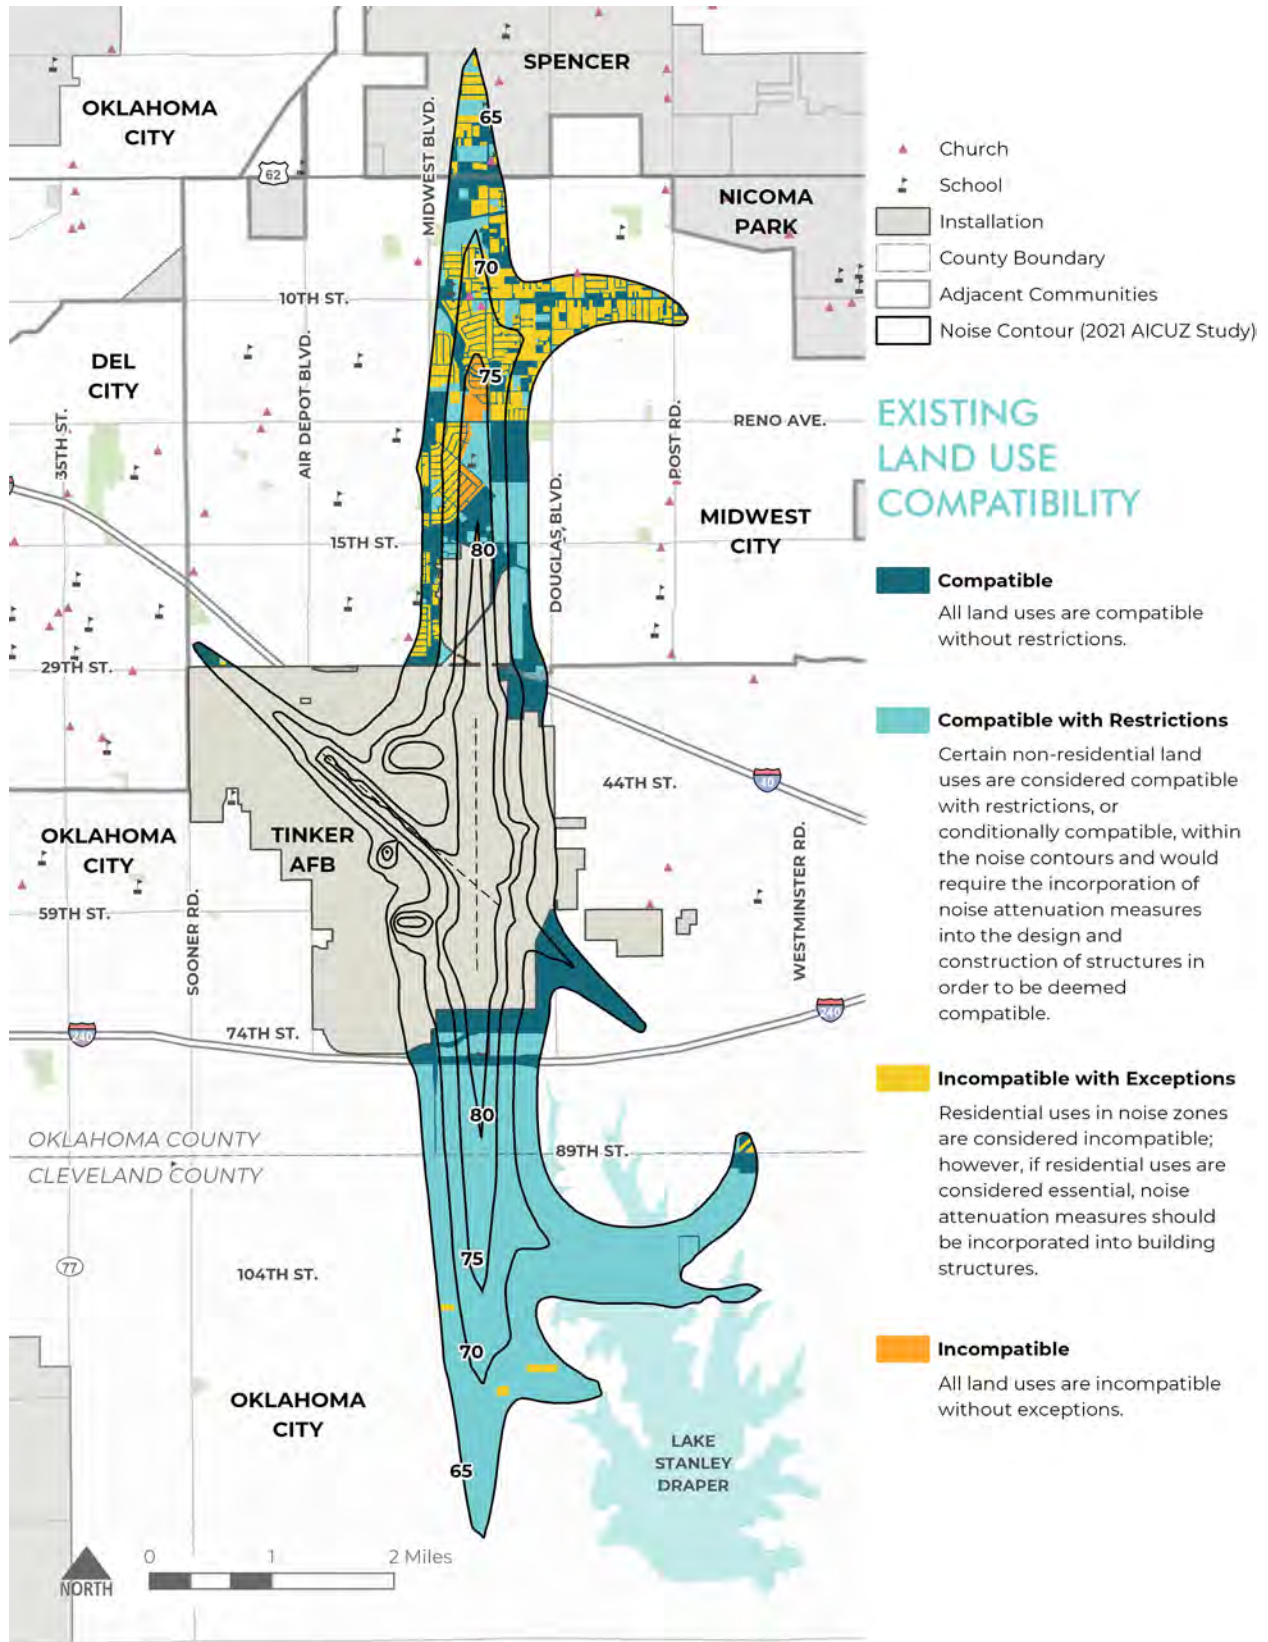 SPENCER
OKLAHOMA
CITY
MIDWEST BLVD.
65
62
NICOMA
PARK
70
10TH ST.
DEL
CITY
AIR DEPOT BLVD.
75
35TH ST.
RENO AVE.
POST RD.
MIDWEST
CITY
DOUGLAS BLVD.
15TH ST.
80
29TH ST.
44TH ST.
40
OKLAHOMA
CITY
TINKER
AFB
WESTMINSTER RD.
SOONER RD.
59TH ST.
74TH ST.
240
240
80
OKLAHOMA COUNTY
CLEVELAND COUNTY
89TH ST.
75
77
104TH ST.
70
OKLAHOMA
CITY
65
LAKE
STANLEY
DRAPER
0 1 2 Miles
NORTH
Church
School
Installation
County Boundary
Adjacent Communities
Noise Contour (2021 AICUZ Study)
EXISTING
LAND USE
COMPATIBILITY
Compatible
All land uses are compatible
without restrictions.
Compatible with Restrictions
Certain non-residential land
uses are considered compatible
with restrictions, or
conditionally compatible, within
the noise contours and would
require the incorporation of
noise attenuation measures
into the design and
construction of structures in
order to be deemed
compatible.
Incompatible with Exceptions
Residential uses in noise zones
are considered incompatible;
however, if residential uses are
considered essential, noise
attenuation measures should
be incorporated into building
structures.
Incompatible
All land uses are incompatible
without exceptions.